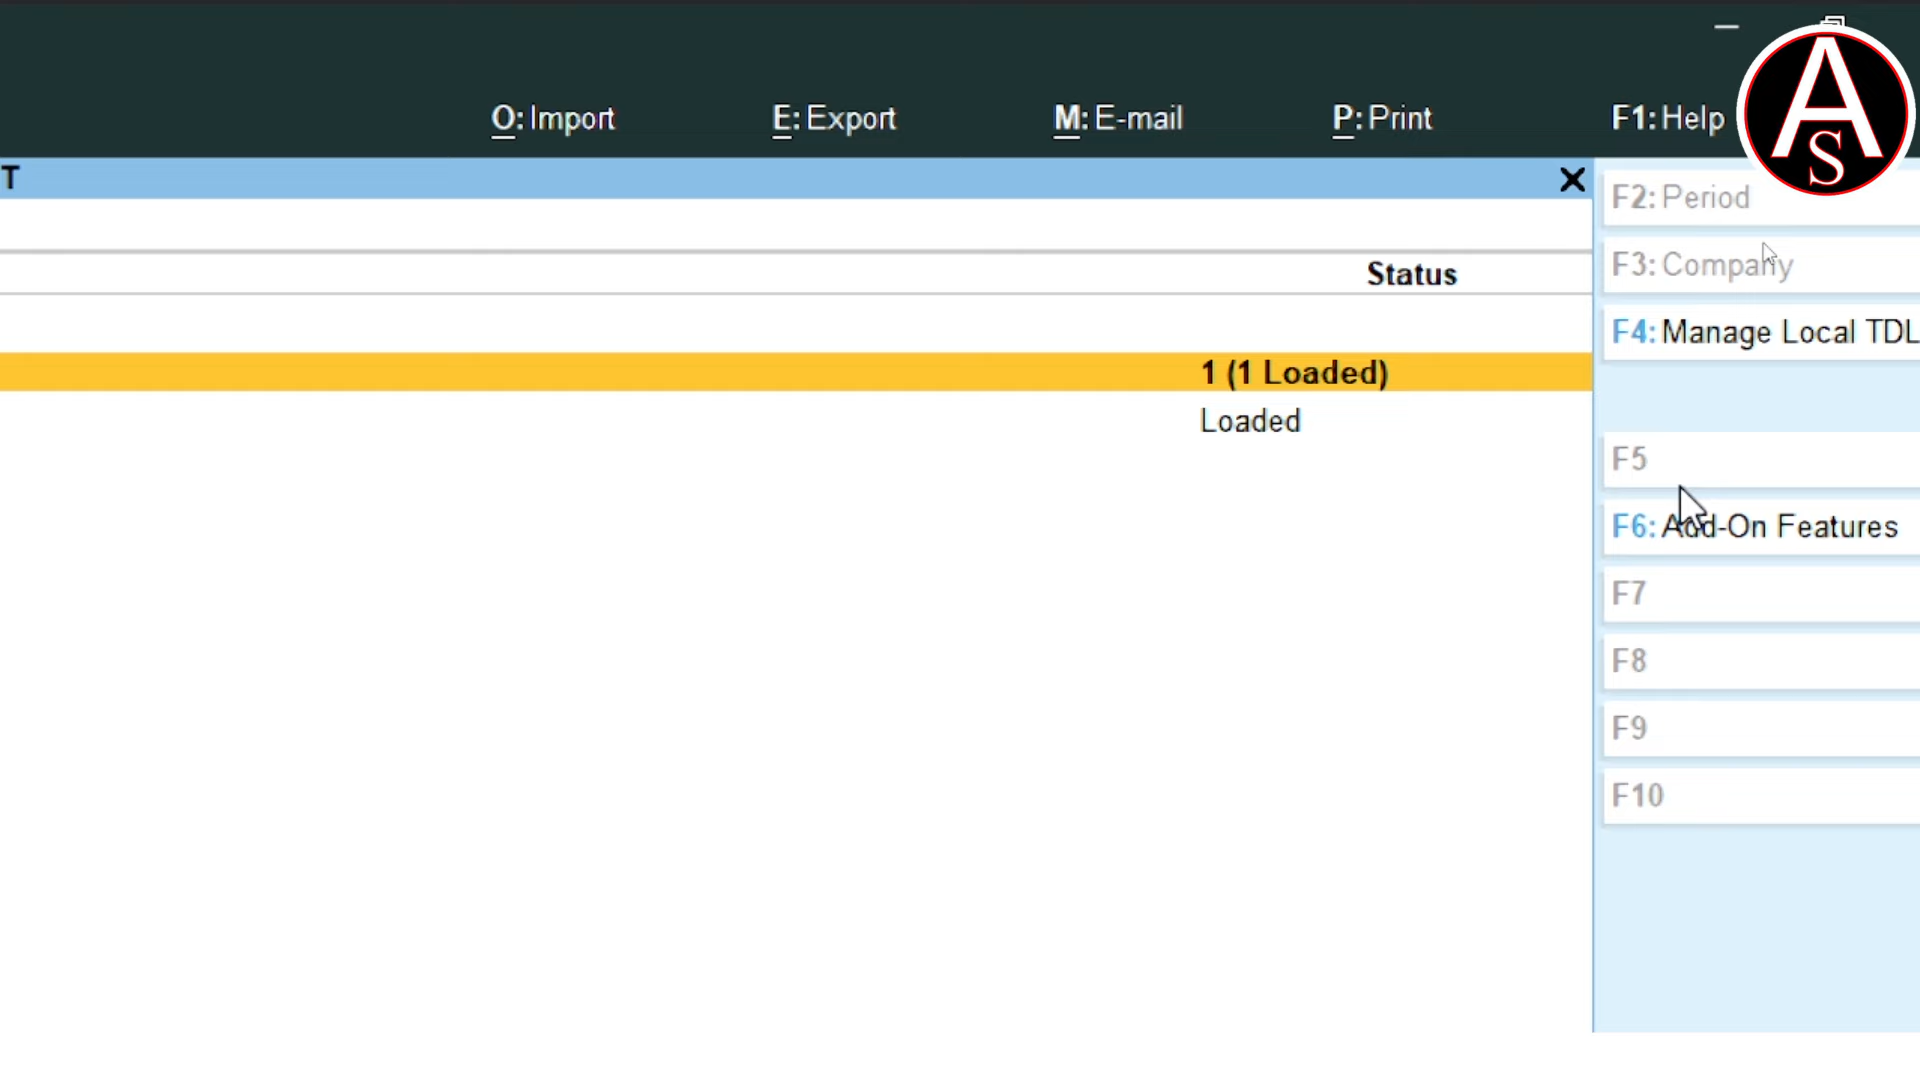 O: Import E: Export M: E-mail P: Print F1: Help
AS
T
F2: Period
F3: Company
Status
F4: Manage Local TDL
1 (1 Loaded)
Loaded
F5
F6: Add-On Features
F7
F8
F9
F10